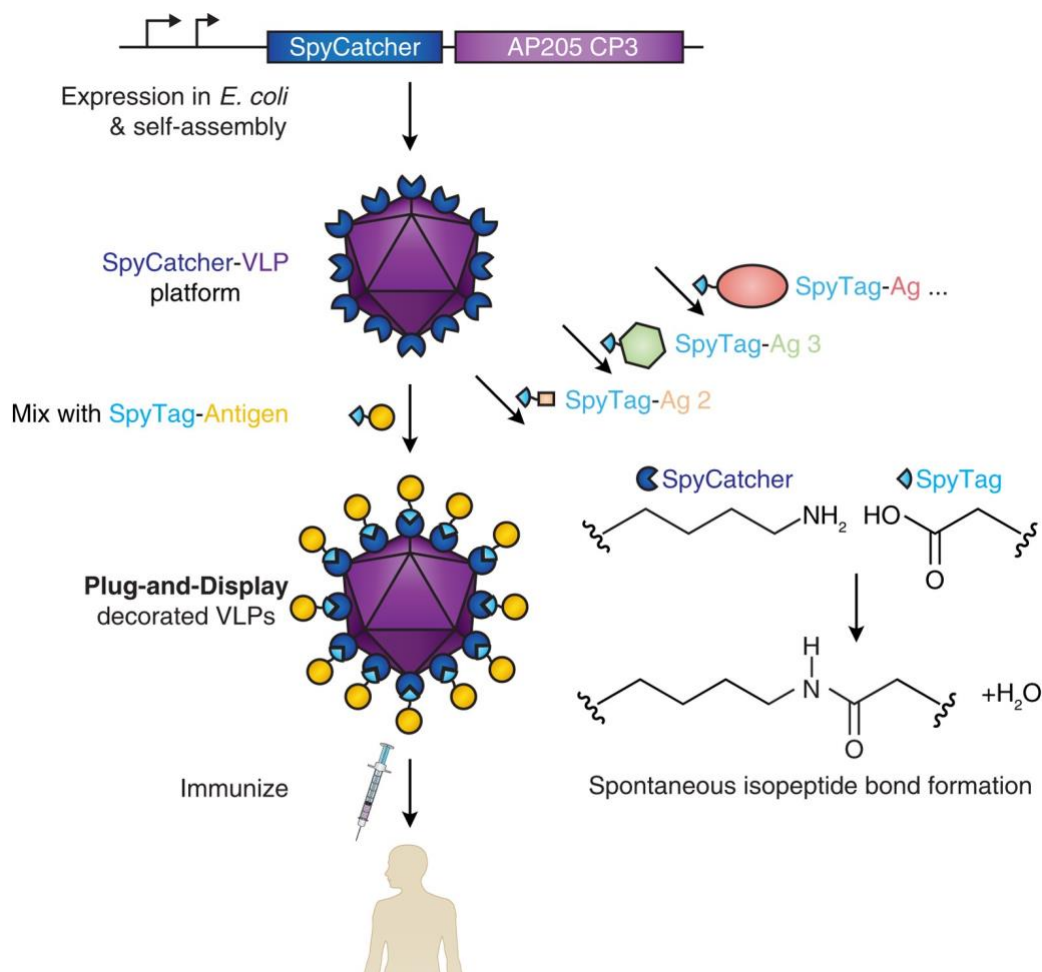 SpyCatcher AP205 CP3
Expression in E. coli
& self-assembly
SpyCatcher-VLP
platform
SpyTag-Ag ...
SpyTag-Ag 3
SpyTag-Ag 2
Mix with SpyTag-Antigen
SpyCatcher SpyTag
NH₂ HO
O
Plug-and-Display
decorated VLPs
H
N
+H₂O
O
Immunize
Spontaneous isopeptide bond formation